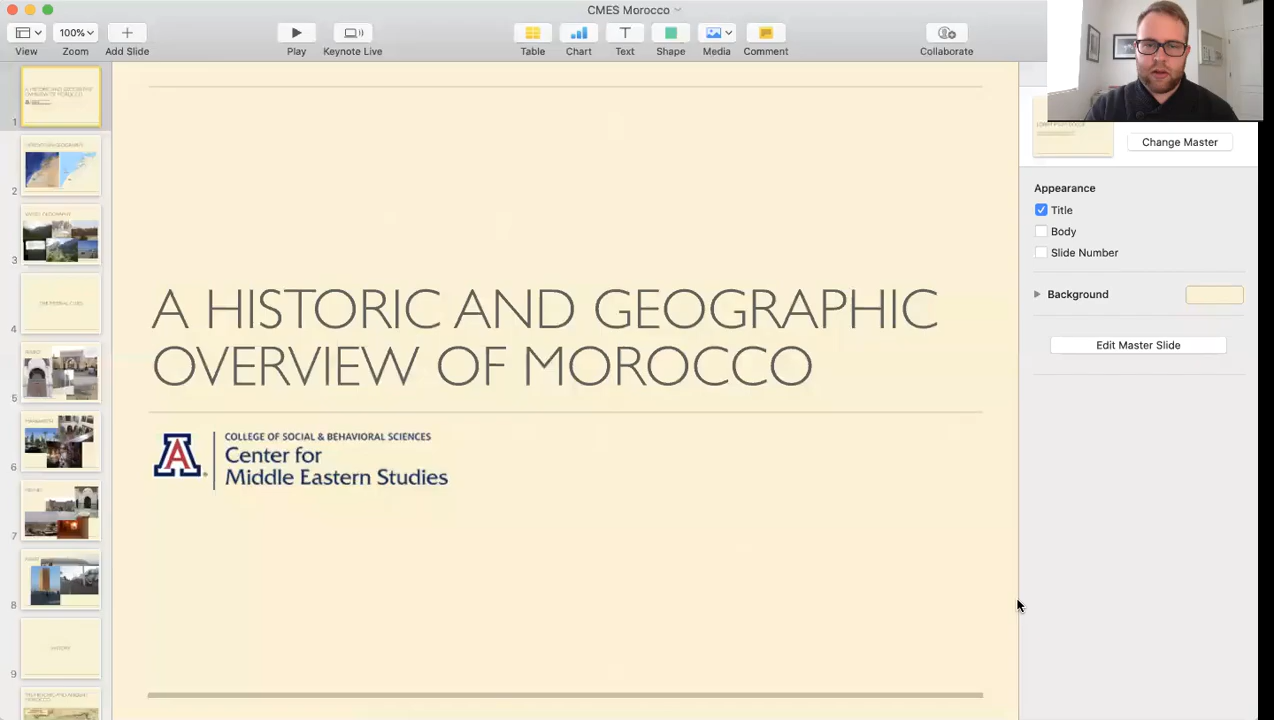 CMES Morocco
View
100%
Zoom
Add Slide
Play
Keynote Live
Table
Chart
Text
Shape
Media
Comment
Collaborate
1
2
3
4
5
6
7
8
9
A HISTORIC AND GEOGRAPHIC
OVERVIEW OF MOROCCO
A
COLLEGE OF SOCIAL & BEHAVIORAL SCIENCES
Center for
Middle Eastern Studies
Change Master
Appearance
Title
Body
Slide Number
Background
Edit Master Slide